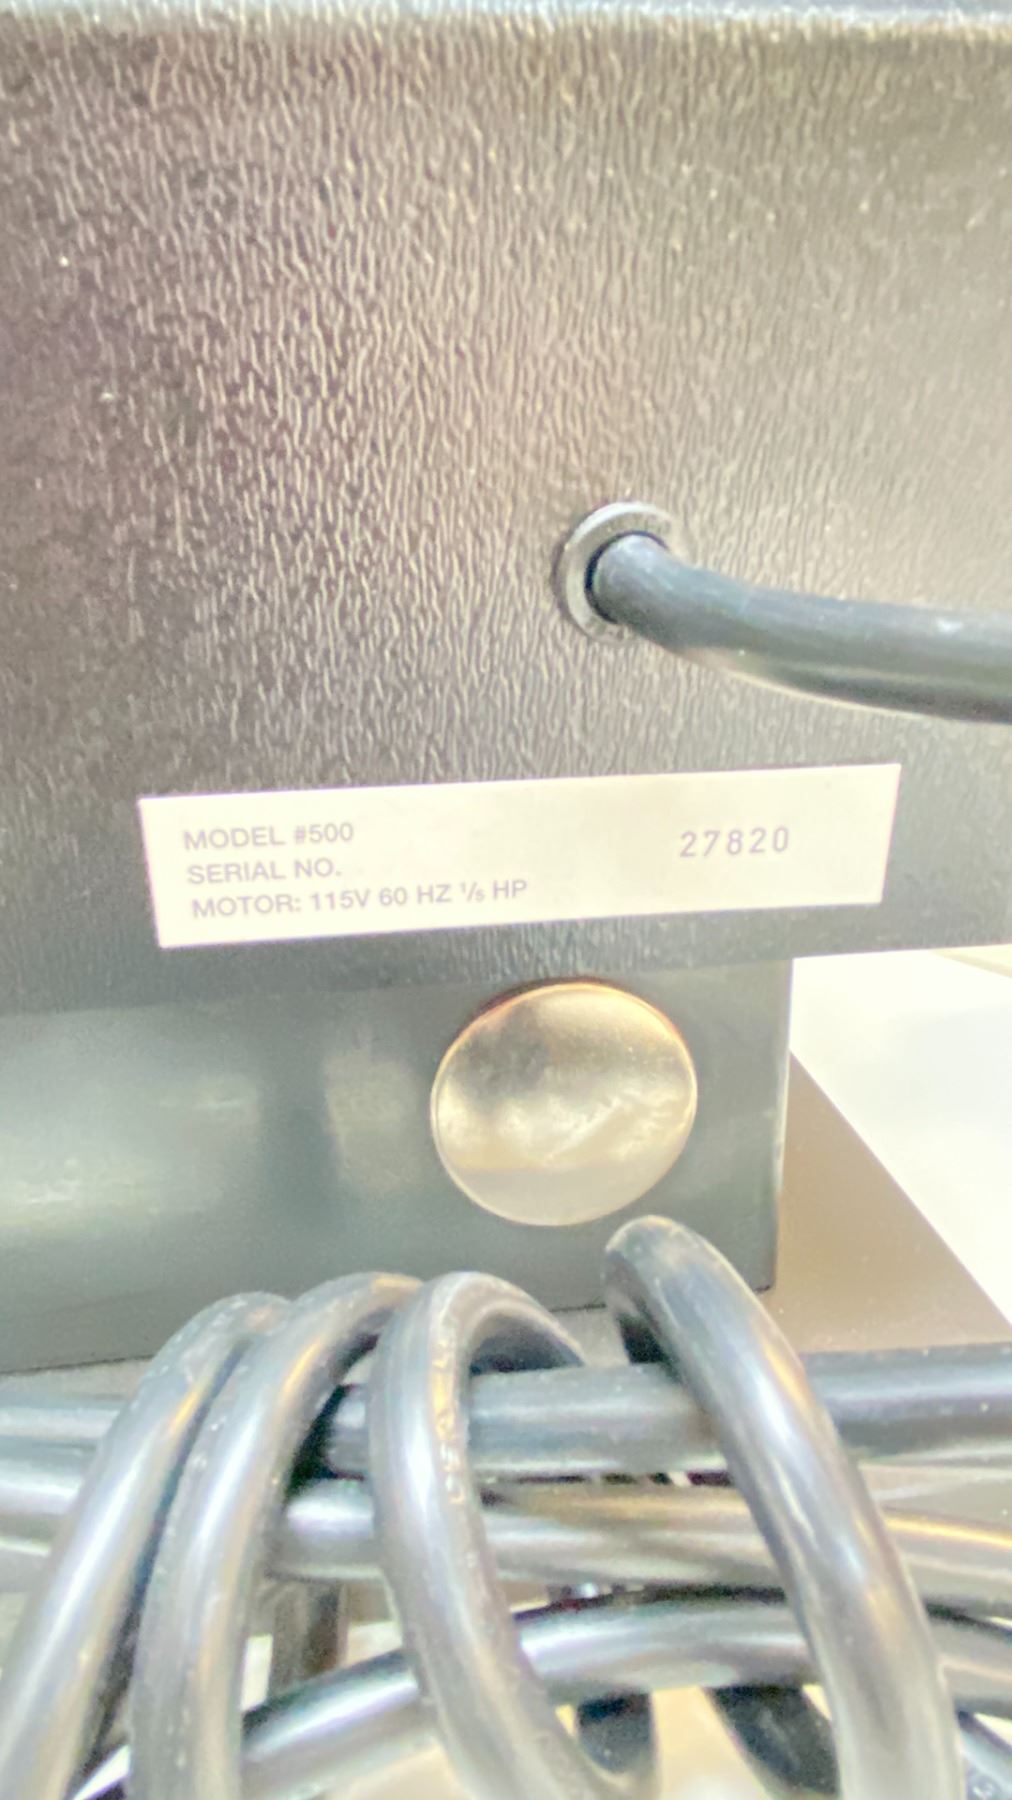 MODEL #500
SERIAL NO. 27820
MOTOR: 115V 60 HZ ⅕ HP